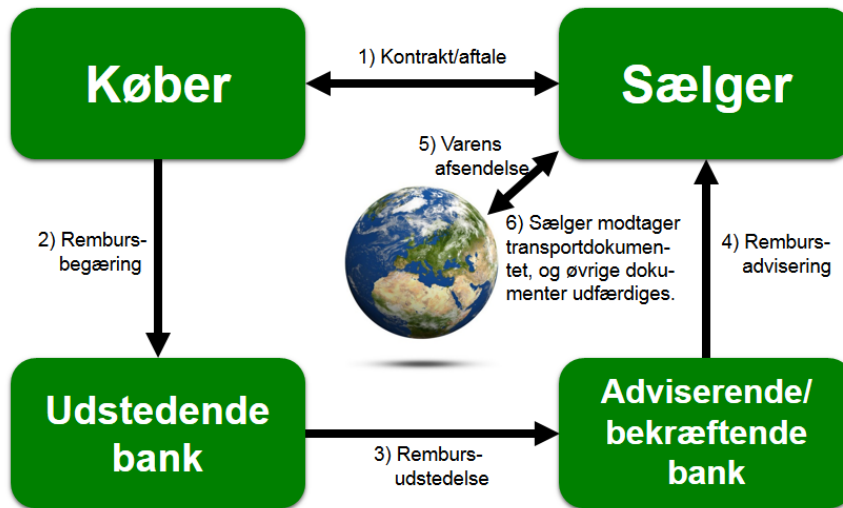 Køber
1) Kontrakt/aftale
Sælger
5) Varens
afsendelse
2) Remburs-
begæring
6) Sælger modtager
transportdokumen-
tet, og øvrige doku-
menter udfærdiges.
4) Remburs-
advisering
Udstedende
bank
3) Remburs-
udstedelse
Adviserende/
bekræftende
bank